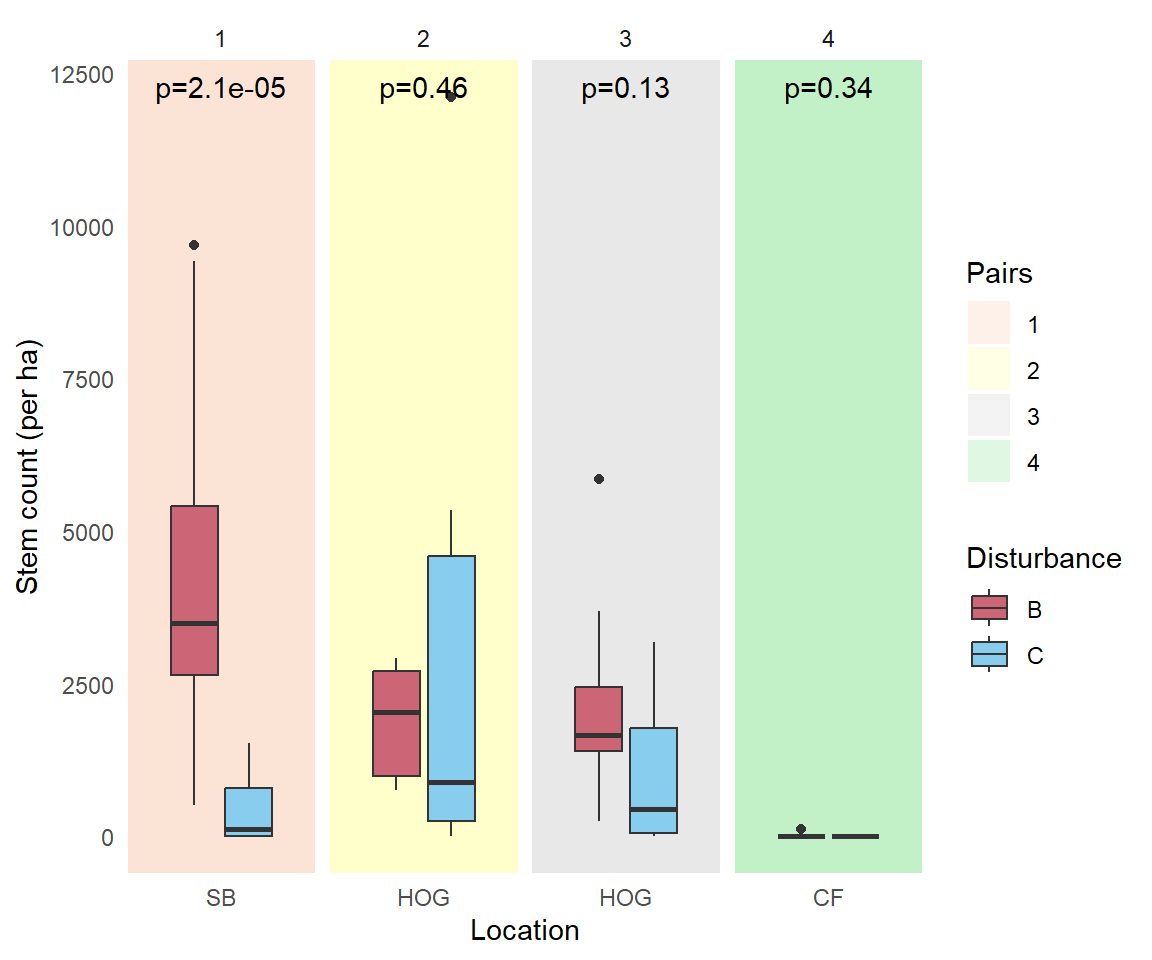 1 2 3 4
p=2.1e-05 p=0.46 p=0.13 p=0.34
12500
10000
7500
5000
2500
0
Stem count (per ha)
SB HOG HOG CF
Location
Pairs
1
2
3
4
Disturbance
B
C